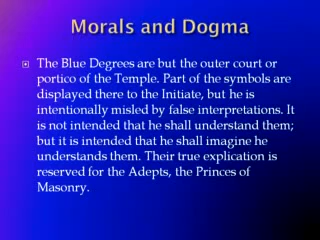 Morals and Dogma
The Blue Degrees are but the outer court or
portico of the Temple. Part of the symbols are
displayed there to the Initiate, but he is
intentionally misled by false interpretations. It
is not intended that he shall understand them;
but it is intended that he shall imagine he
understands them. Their true explication is
reserved for the Adepts, the Princes of
Masonry.